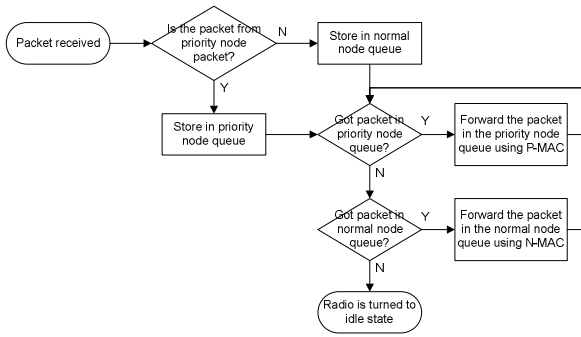 Packet received
Is the packet from
priority node
packet?
N
Store in normal
node queue
Y
Store in priority
node queue
Got packet in
priority node
queue?
Y
Forward the packet
in the priority node
queue using P-MAC
N
Got packet in
normal node
queue?
Y
Forward the packet
in the normal node
queue using N-MAC
N
Radio is turned to
idle state